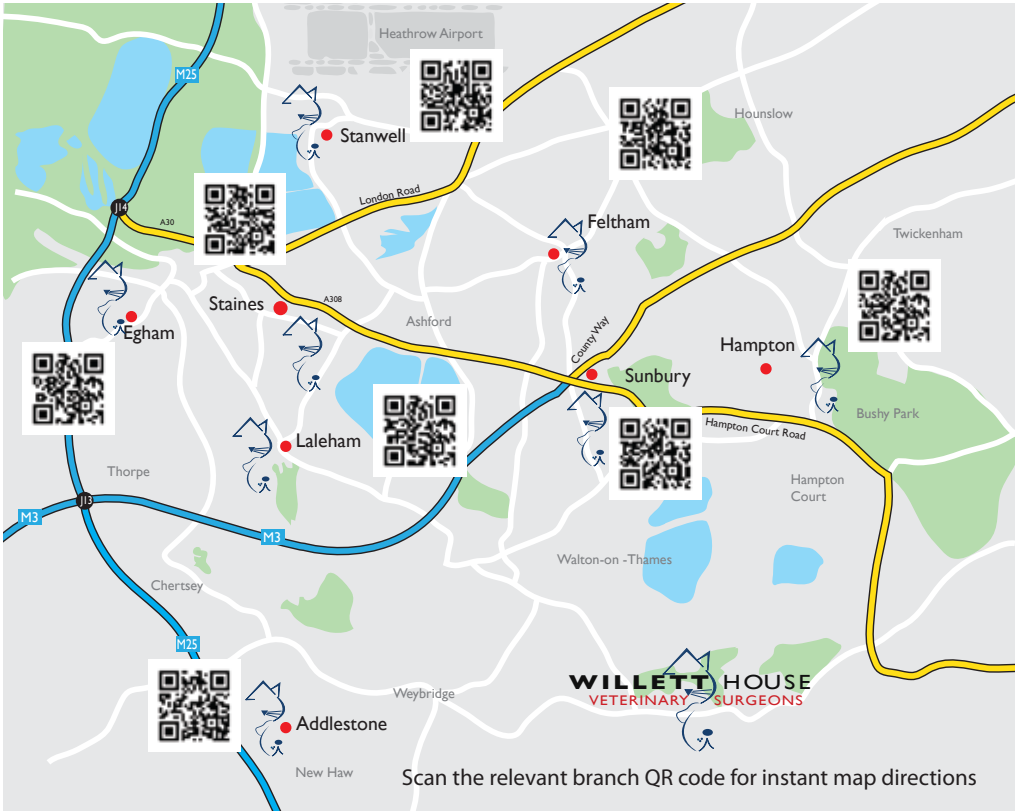 Heathrow Airport
M25
Hounslow
Stanwell
London Road
J14
A30
Feltham
Twickenham
Staines
A308
Egham
Ashford
County Way
Hampton
Sunbury
Bushy Park
Hampton Court Road
Laleham
Thorpe
Hampton
Court
J13
M3
M3
Walton-on -Thames
Chertsey
M25
WILLETT HOUSE
VETERINARY SURGEONS
Weybridge
Addlestone
New Haw
Scan the relevant branch QR code for instant map directions